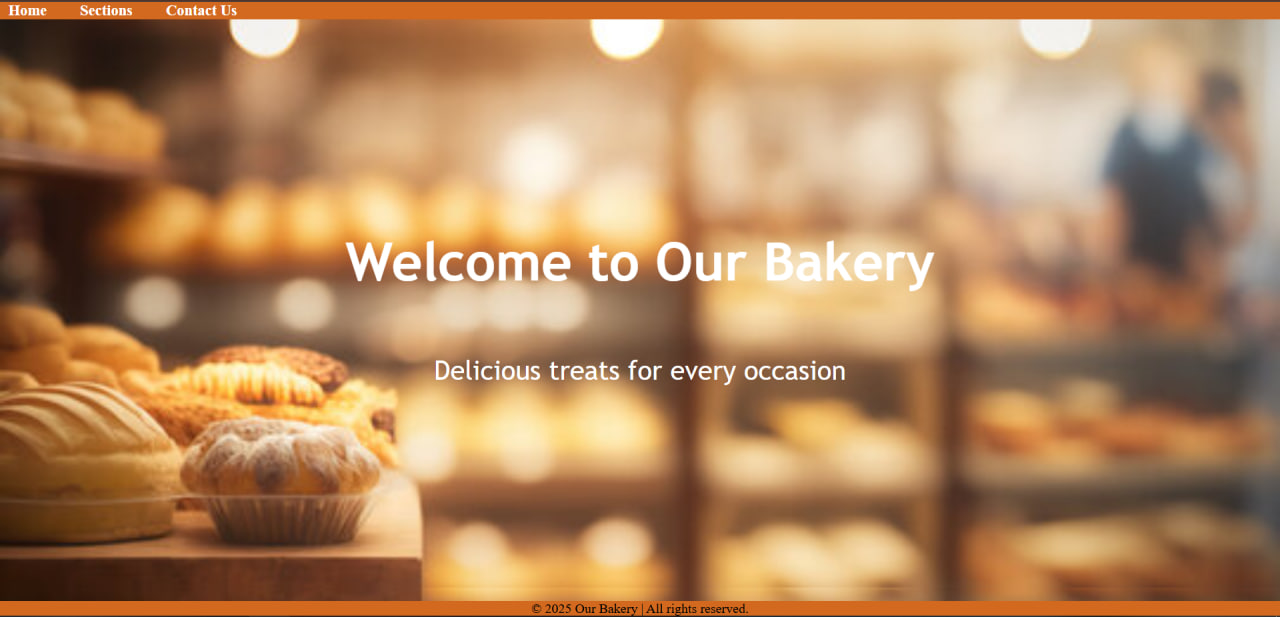 Home Sections Contact Us
Welcome to Our Bakery
Delicious treats for every occasion
© 2025 Our Bakery | All rights reserved.